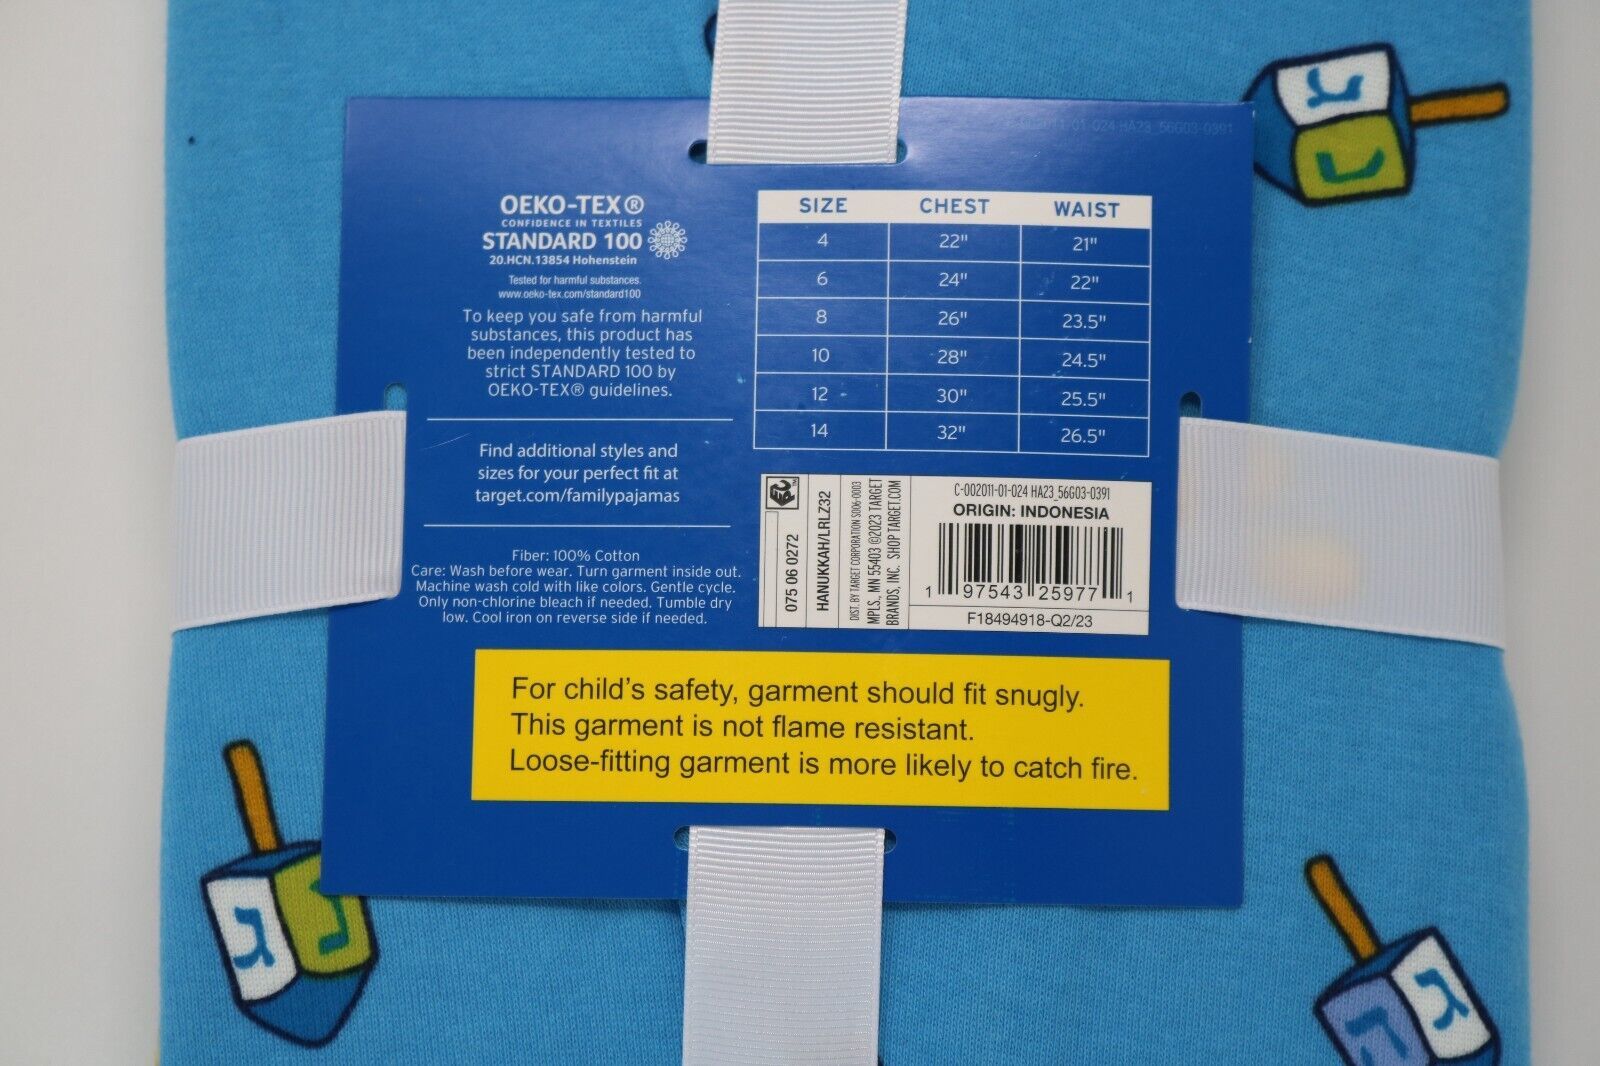 002011-01-024 HA23_56G03-0391
OEKO-TEX®
CONFIDENCE IN TEXTILES
STANDARD 100
20.HCN.13854 Hohenstein
Tested for harmful substances.
www.oeko-tex.com/standard100
To keep you safe from harmful
substances, this product has
been independently tested to
strict STANDARD 100 by
OEKO-TEX® guidelines.
Find additional styles and
sizes for your perfect fit at
target.com/familypajamas
Fiber: 100% Cotton
Care: Wash before wear. Turn garment inside out.
Machine wash cold with like colors. Gentle cycle.
Only non-chlorine bleach if needed. Tumble dry
low. Cool iron on reverse side if needed.
SIZE CHEST WAIST
4 22" 21"
6 24" 22"
8 26" 23.5"
10 28" 24.5"
12 30" 25.5"
14 32" 26.5"
075 06 0272
HANUKKAH/LRLZ32
DIST. BY TARGET CORPORATION S006-0003
MPLS., MN 55403 ©2023 TARGET
BRANDS, INC. SHOP TARGET.COM
C-002011-01-024 HA23_56G03-0391
ORIGIN: INDONESIA
1 97543 25977 1
F18494918-Q2/23
For child's safety, garment should fit snugly.
This garment is not flame resistant.
Loose-fitting garment is more likely to catch fire.
נ
ג
ג